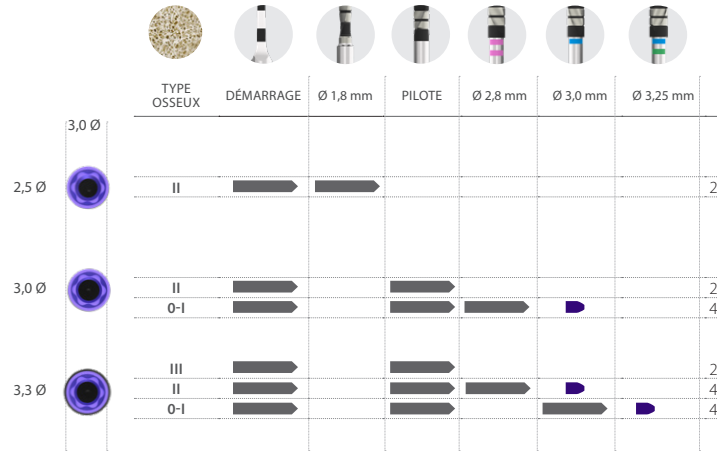 TYPE
OSSEUX
DÉMARRAGE
Ø 1,8 mm
PILOTE
Ø 2,8 mm
Ø 3,0 mm
Ø 3,25 mm
3,0 Ø
2,5 Ø
II
2
3,0 Ø
II
2
0-I
4
3,3 Ø
III
2
II
4
0-I
4